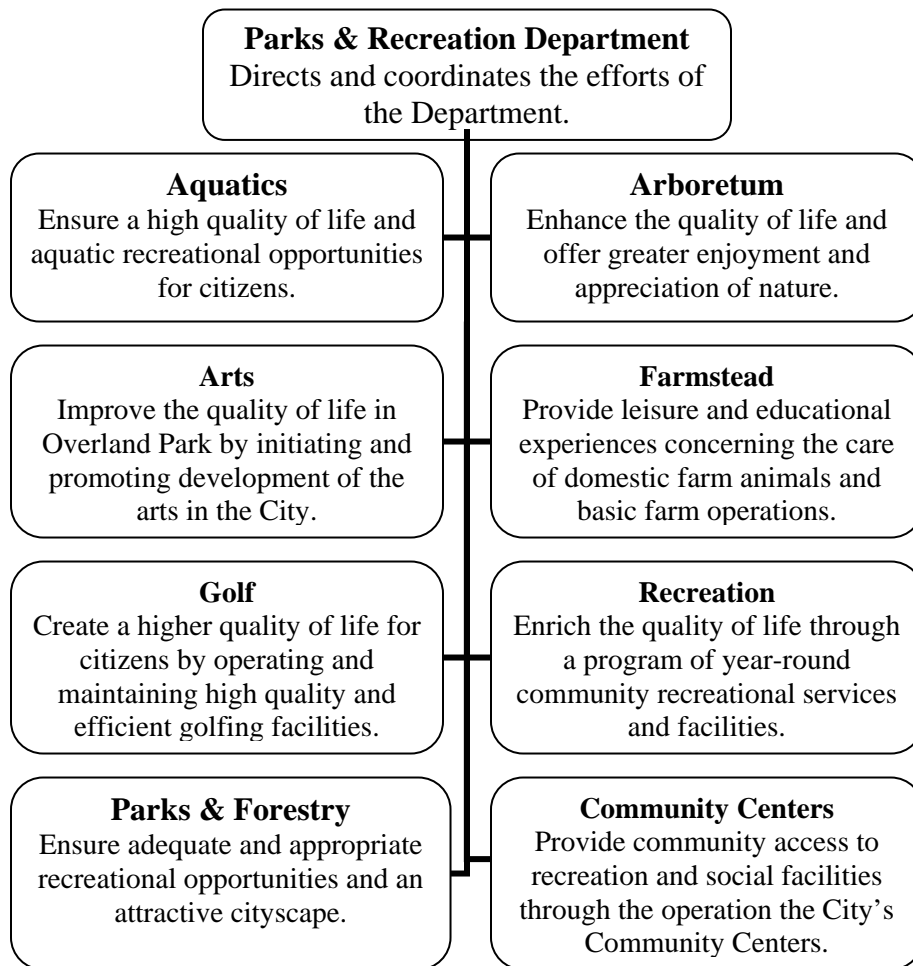 Parks & Recreation Department
Directs and coordinates the efforts of
the Department.
Aquatics
Ensure a high quality of life and
aquatic recreational opportunities
for citizens.
Arboretum
Enhance the quality of life and
offer greater enjoyment and
appreciation of nature.
Arts
Improve the quality of life in
Overland Park by initiating and
promoting development of the
arts in the City.
Farmstead
Provide leisure and educational
experiences concerning the care
of domestic farm animals and
basic farm operations.
Golf
Create a higher quality of life for
citizens by operating and
maintaining high quality and
efficient golfing facilities.
Recreation
Enrich the quality of life through
a program of year-round
community recreational services
and facilities.
Parks & Forestry
Ensure adequate and appropriate
recreational opportunities and an
attractive cityscape.
Community Centers
Provide community access to
recreation and social facilities
through the operation the City’s
Community Centers.